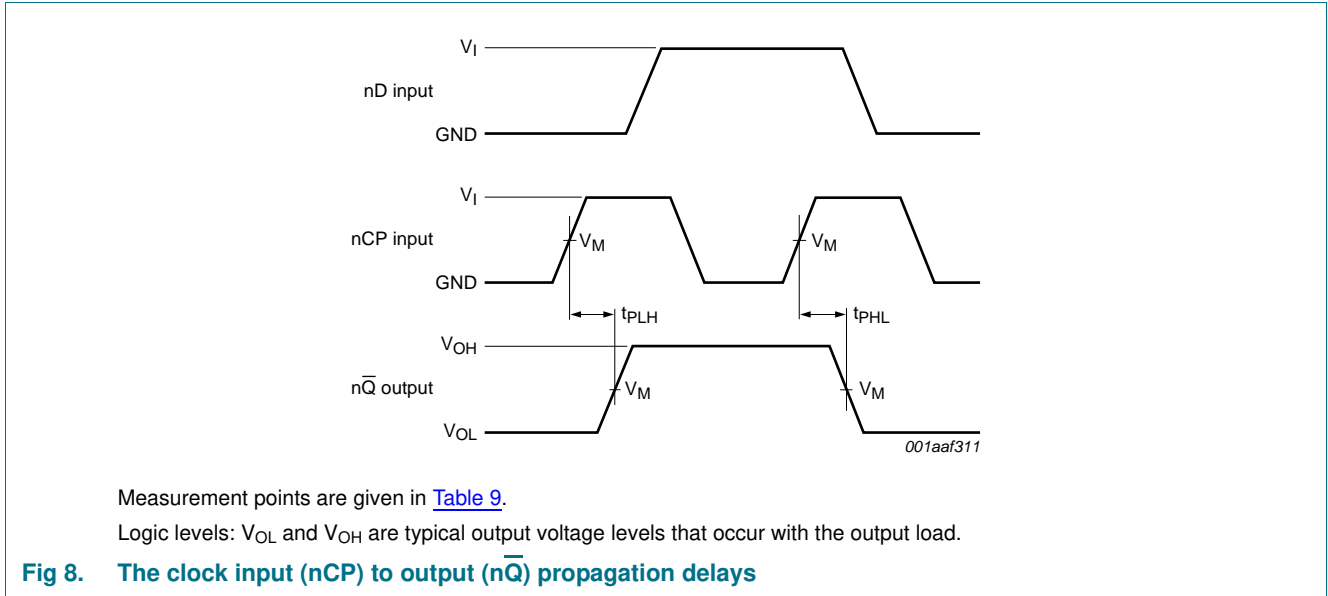 V_I
nD input
GND
V_I
nCP input
V_M
V_M
GND
t_PLH
t_PHL
V_OH
nQ̅ output
V_M
V_M
V_OL
001aaf311
Measurement points are given in Table 9.
Logic levels: V_OL and V_OH are typical output voltage levels that occur with the output load.
Fig 8. The clock input (nCP) to output (nQ̅) propagation delays